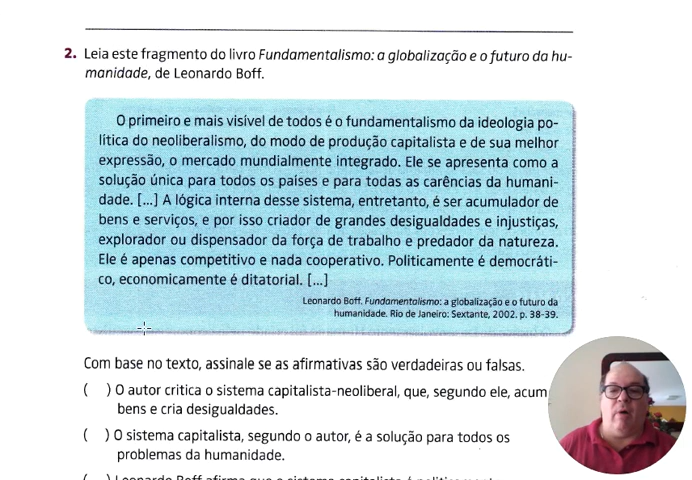 2. Leia este fragmento do livro Fundamentalismo: a globalização e o futuro da hu-
manidade, de Leonardo Boff.
O primeiro e mais visível de todos é o fundamentalismo da ideologia po-
lítica do neoliberalismo, do modo de produção capitalista e de sua melhor
expressão, o mercado mundialmente integrado. Ele se apresenta como a
solução única para todos os países e para todas as carências da humani-
dade. [...] A lógica interna desse sistema, entretanto, é ser acumulador de
bens e serviços, e por isso criador de grandes desigualdades e injustiças,
explorador ou dispensador da força de trabalho e predador da natureza.
Ele é apenas competitivo e nada cooperativo. Politicamente é democráti-
co, economicamente é ditatorial. [...]
Leonardo Boff. Fundamentalismo: a globalização e o futuro da
humanidade. Rio de Janeiro: Sextante, 2002. p. 38-39.
Com base no texto, assinale se as afirmativas são verdadeiras ou falsas.
( ) O autor critica o sistema capitalista-neoliberal, que, segundo ele, acum
bens e cria desigualdades.
( ) O sistema capitalista, segundo o autor, é a solução para todos os
problemas da humanidade.
( ) Leonardo Boff afirma que o sistema capitalista é politicament